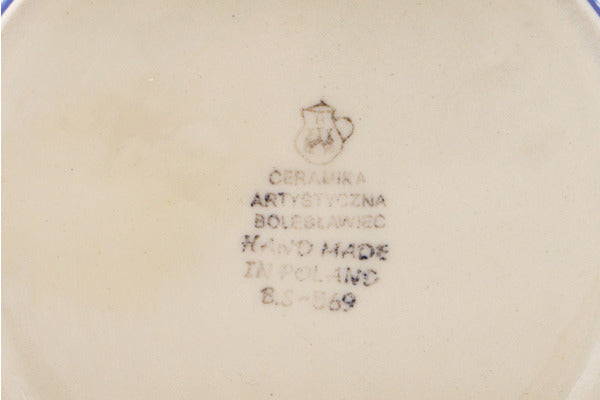 CERAMIKA
ARTYSTYCZNA
BOLESŁAWIEC
HAND MADE
IN POLAND